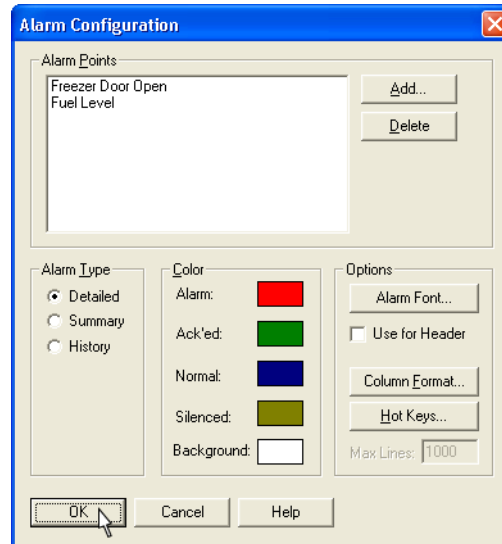 Alarm Configuration
Alarm Points
Freezer Door Open
Fuel Level
Add...
Delete
Alarm Type
Detailed
Summary
History
Color
Alarm:
Ack'ed:
Normal:
Silenced:
Background:
Options
Alarm Font...
Use for Header
Column Format...
Hot Keys...
Max Lines: 1000
OK
Cancel
Help